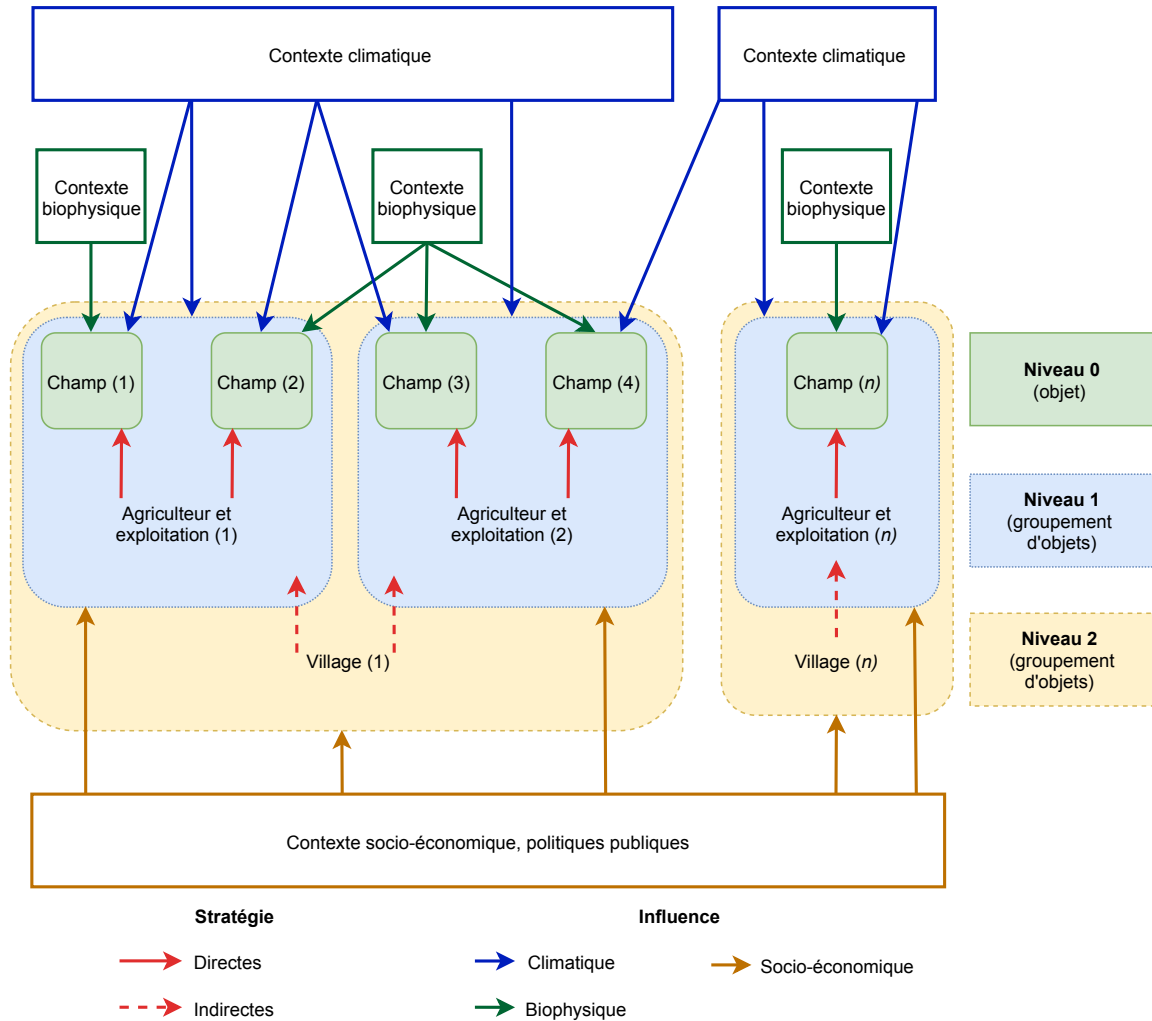 Contexte climatique
Contexte climatique
Contexte
biophysique
Contexte
biophysique
Contexte
biophysique
Champ (1)
Champ (2)
Champ (3)
Champ (4)
Champ (n)
Niveau 0
(objet)
Agriculteur et
exploitation (1)
Agriculteur et
exploitation (2)
Agriculteur et
exploitation (n)
Niveau 1
(groupement
d'objets)
Village (1)
Village (n)
Niveau 2
(groupement
d'objets)
Contexte socio-économique, politiques publiques
Stratégie
Influence
Directes
Climatique
Socio-économique
Indirectes
Biophysique